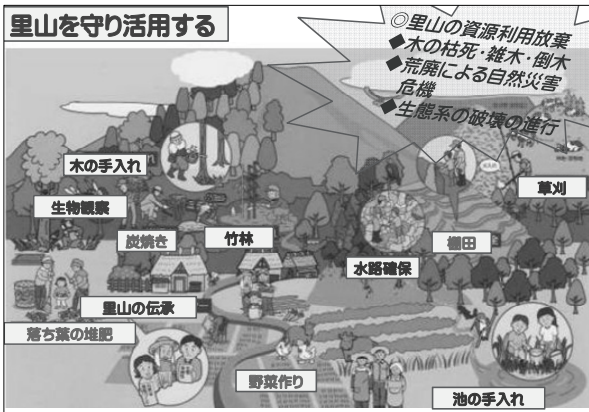 里山を守り活用する
◎里山の資源利用放棄
◆木の枯死・雑木・倒木
◆荒廃による自然災害
危機
◆生態系の破壊の進行
木の手入れ
草刈
生物観察
炭焼き
竹林
棚田
水路確保
里山の伝承
落ち葉の堆肥
野菜作り
池の手入れ